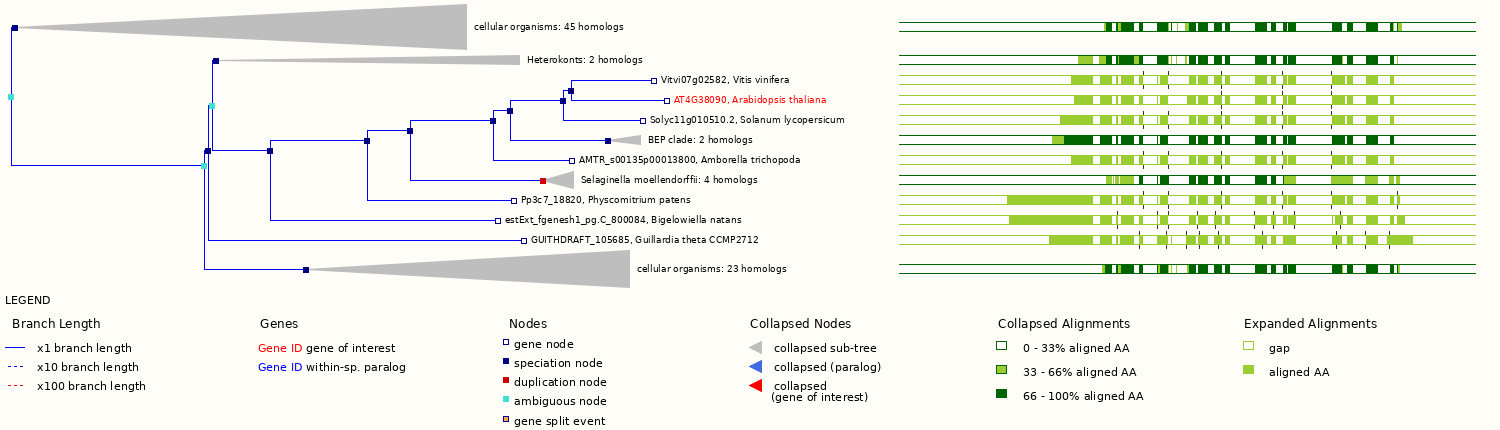 cellular organisms: 45 homologs
Heterokonts: 2 homologs
Vitvi07g02582, Vitis vinifera
AT4G38090, Arabidopsis thaliana
Solyc11g010510.2, Solanum lycopersicum
BEP clade: 2 homologs
AMTR_s00135p00013800, Amborella trichopoda
Selaginella moellendorffii: 4 homologs
Pp3c7_18820, Physcomitrium patens
estExt_fgenesh1_pg.C_800084, Bigelowiella natans
GUITHDRAFT_105685, Guillardia theta CCMP2712
cellular organisms: 23 homologs
LEGEND
Branch Length
x1 branch length
x10 branch length
x100 branch length
Genes
Gene ID gene of interest
Gene ID within-sp. paralog
Nodes
gene node
speciation node
duplication node
ambiguous node
gene split event
Collapsed Nodes
collapsed sub-tree
collapsed (paralog)
collapsed
(gene of interest)
Collapsed Alignments
0 - 33% aligned AA
33 - 66% aligned AA
66 - 100% aligned AA
Expanded Alignments
gap
aligned AA